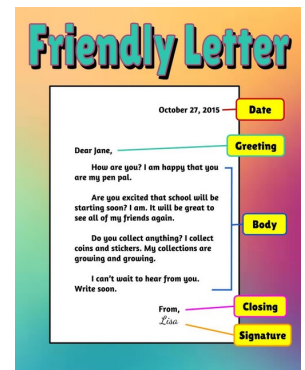 Friendly Letter
October 27, 2015
Date
Dear Jane,
Greeting
How are you? I am happy that you
are my pen pal.
Are you excited that school will be
starting soon? I am. It will be great to
see all of my friends again.
Body
Do you collect anything? I collect
coins and stickers. My collections are
growing and growing.
I can't wait to hear from you.
Write soon.
From,
Closing
Lisa
Signature